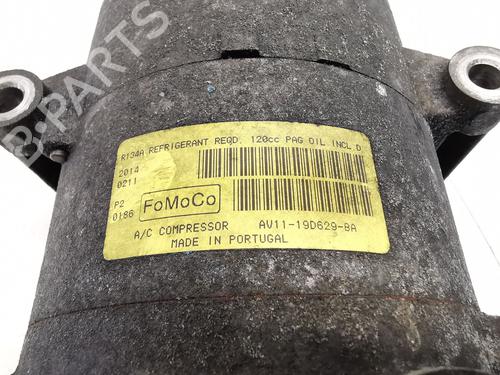 B-PARTS
R134A REFRIGERANT REQD. 120cc PAG OIL INCL.D
2014
0211
P2
0186
FoMoCo
A/C COMPRESSOR AV11-19D629-BA
MADE IN PORTUGAL